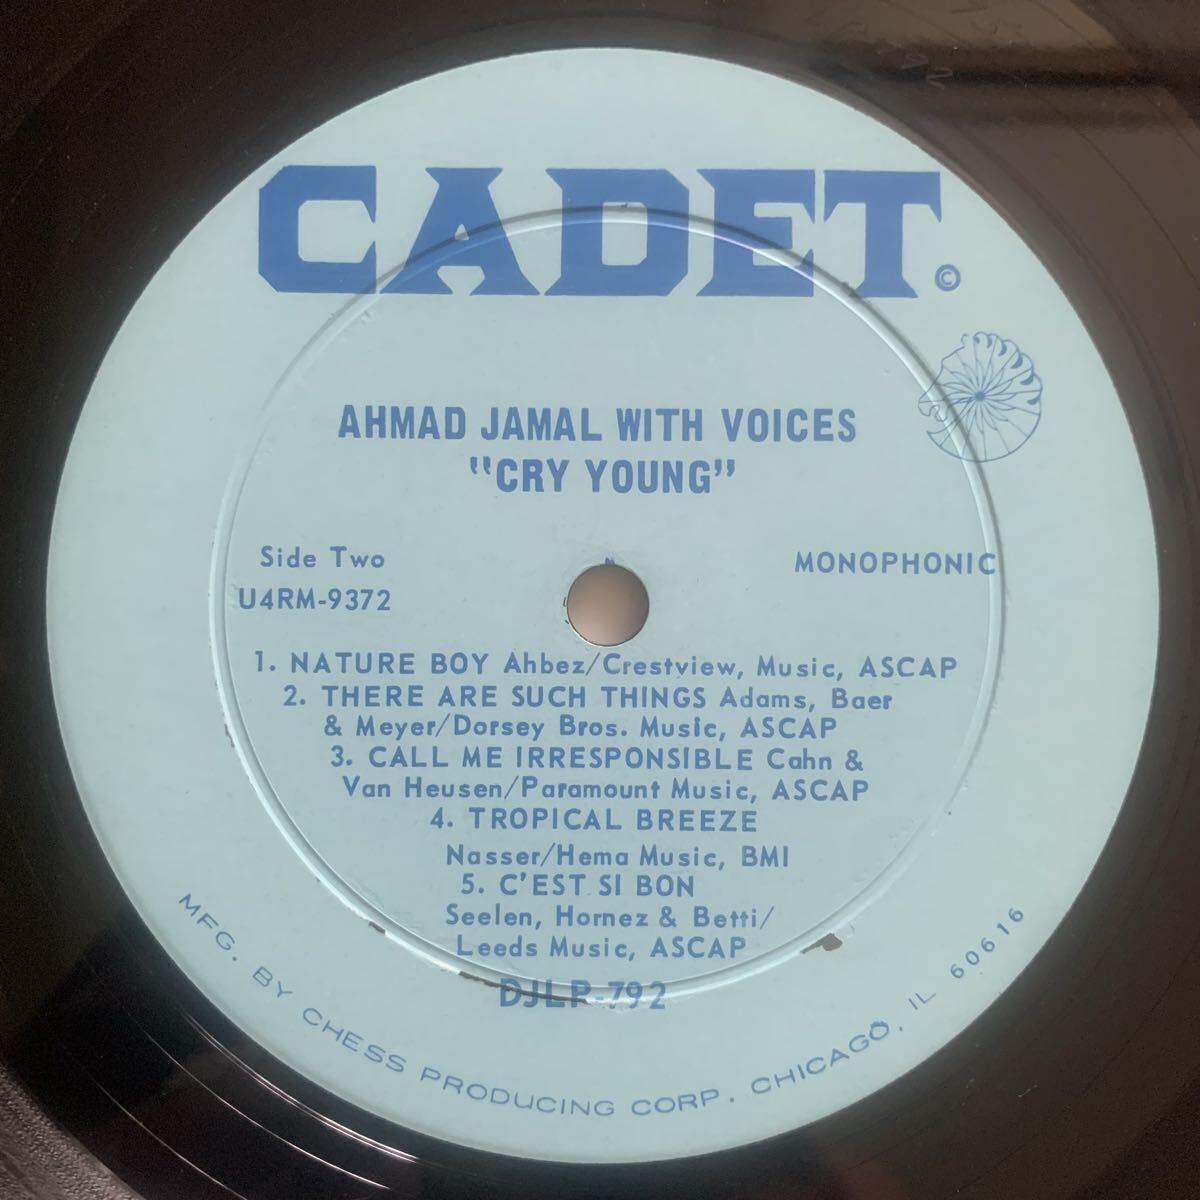 CADET©
AHMAD JAMAL WITH VOICES
"CRY YOUNG"
Side Two
U4RM-9372
MONOPHONIC
1. NATURE BOY Ahbez/Crestview, Music, ASCAP
2. THERE ARE SUCH THINGS Adams, Baer
& Meyer/Dorsey Bros. Music, ASCAP
3. CALL ME IRRESPONSIBLE Cahn &
Van Heusen/Paramount Music, ASCAP
4. TROPICAL BREEZE
Nasser/Hema Music, BMI
5. C'EST SI BON
Seelen, Hornez & Betti/
Leeds Music, ASCAP
DJLP-792
MFG. BY CHESS PRODUCING CORP. CHICAGO, IL 60616